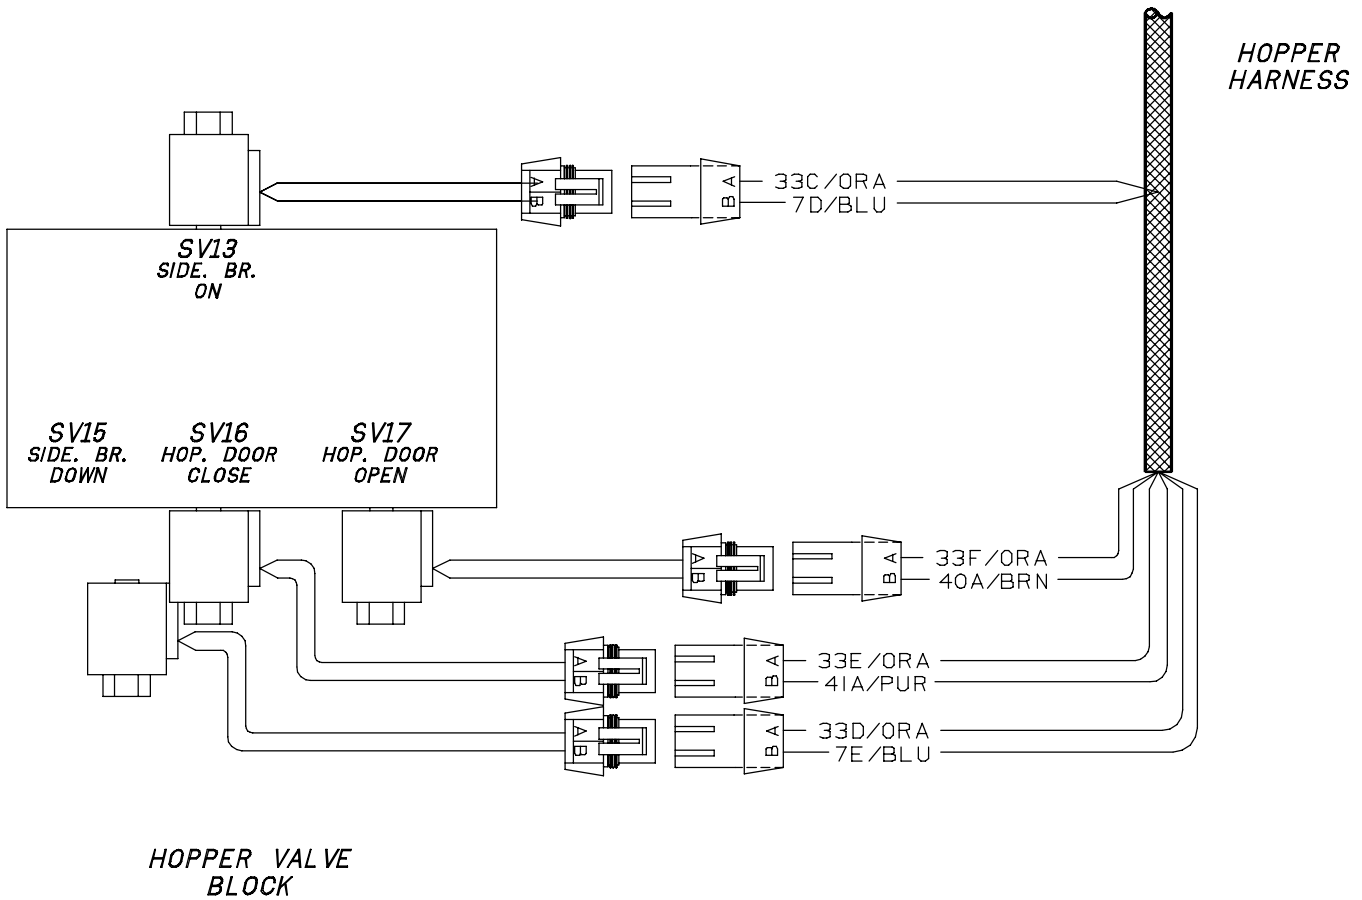 HOPPER
HARNESS
A 33C/ORA
B 7D/BLU
A
B
SV13
SIDE. BR.
ON
SV15
SIDE. BR.
DOWN
SV16
HOP. DOOR
CLOSE
SV17
HOP. DOOR
OPEN
A
B
A 33F/ORA
B 40A/BRN
A
B
A 33E/ORA
B 41A/PUR
A
B
A 33D/ORA
B 7E/BLU
HOPPER VALVE
BLOCK